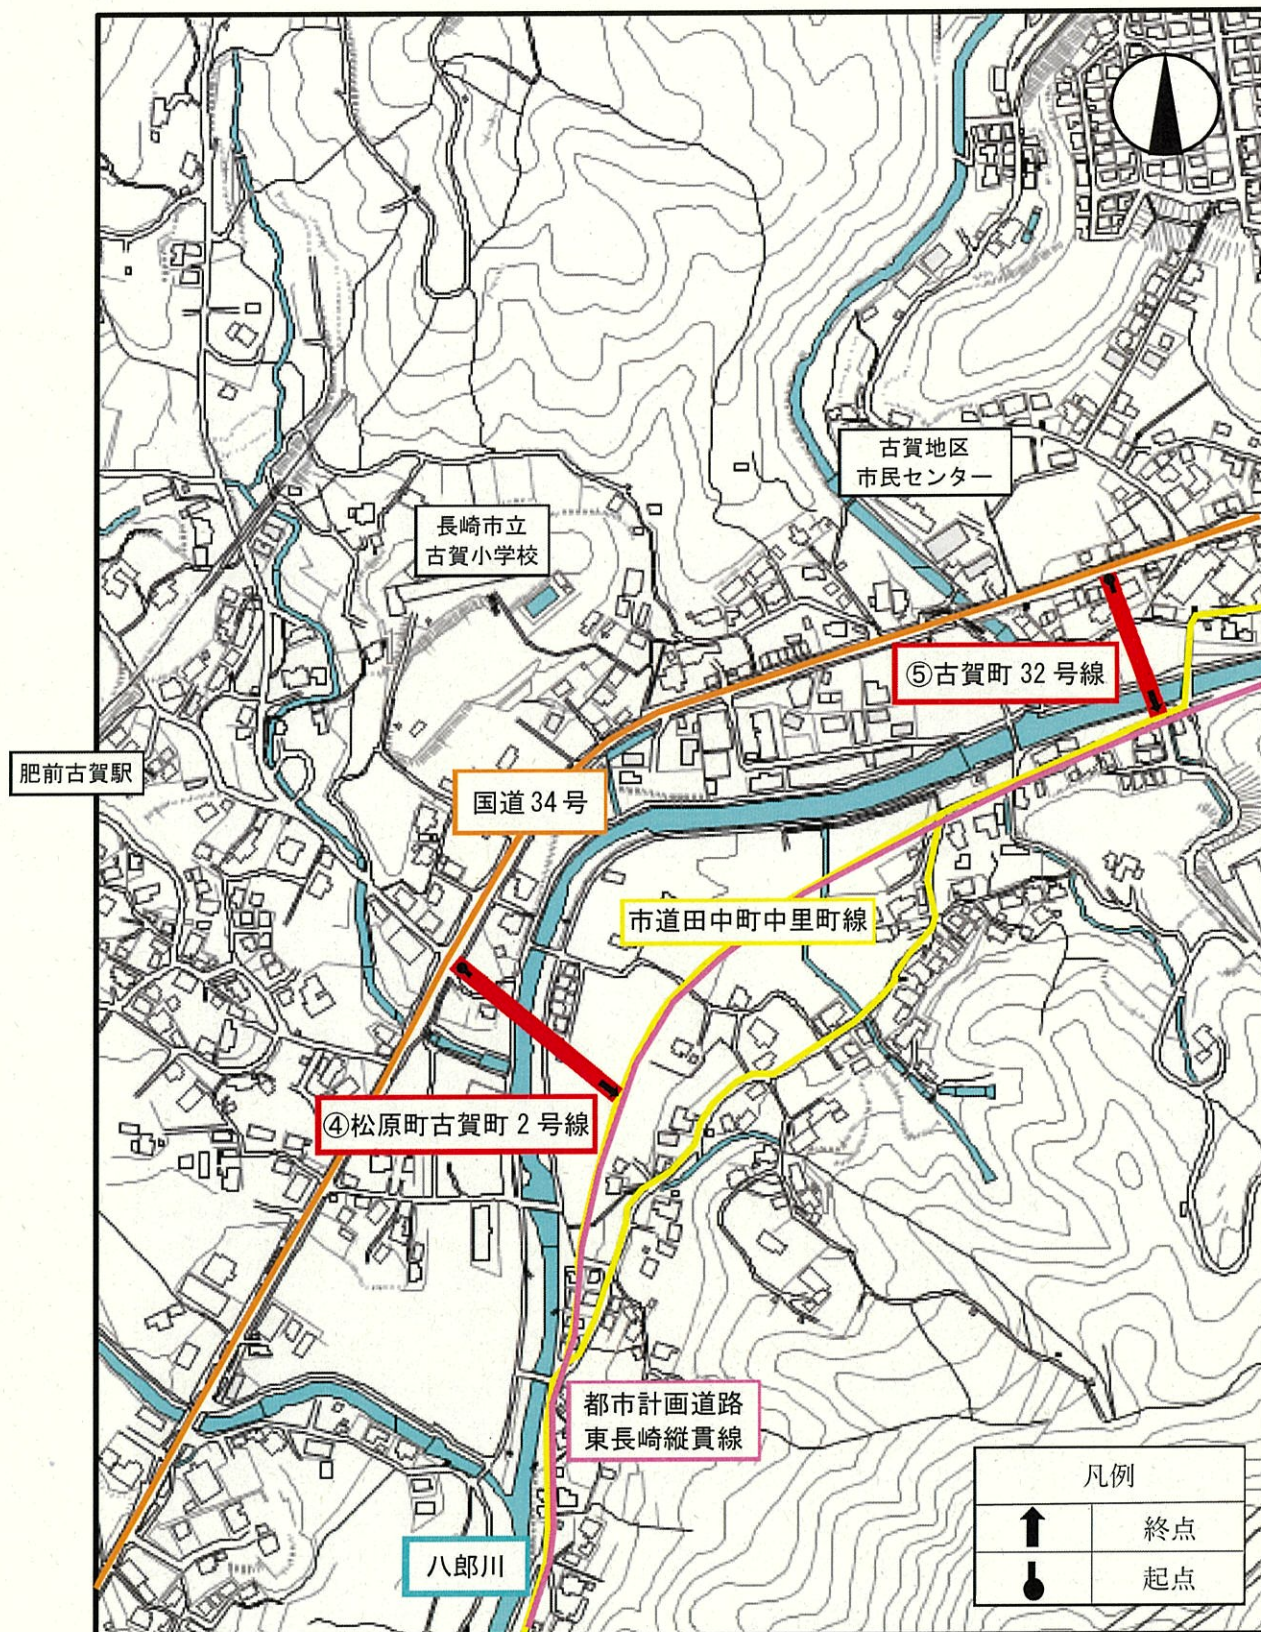 古賀地区
市民センター
長崎市立
古賀小学校
⑤古賀町 32 号線
肥前古賀駅
国道 34 号
市道田中町中里町線
④松原町古賀町 2 号線
都市計画道路
東長崎縦貫線
八郎川
凡例
終点
起点